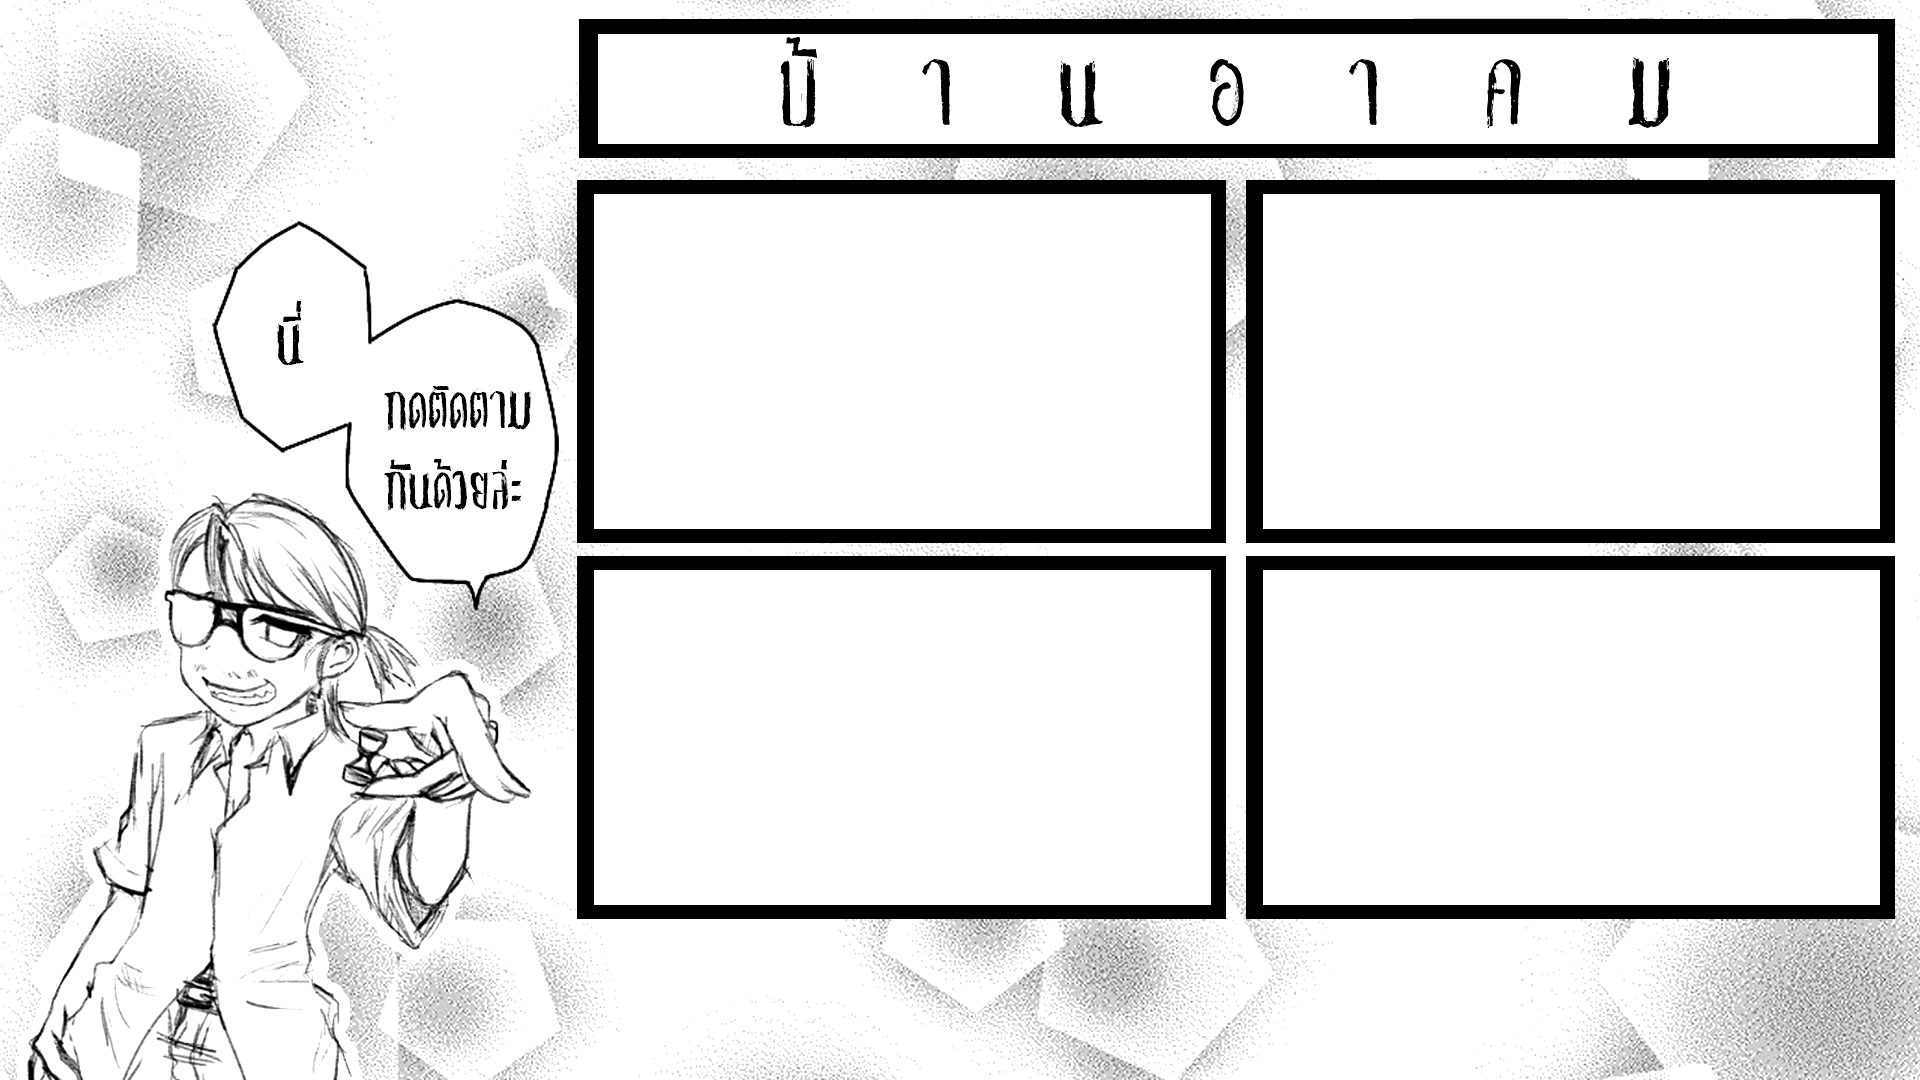 บ้านอาคม
นี่
กดติดตาม
กันด้วยล่ะ